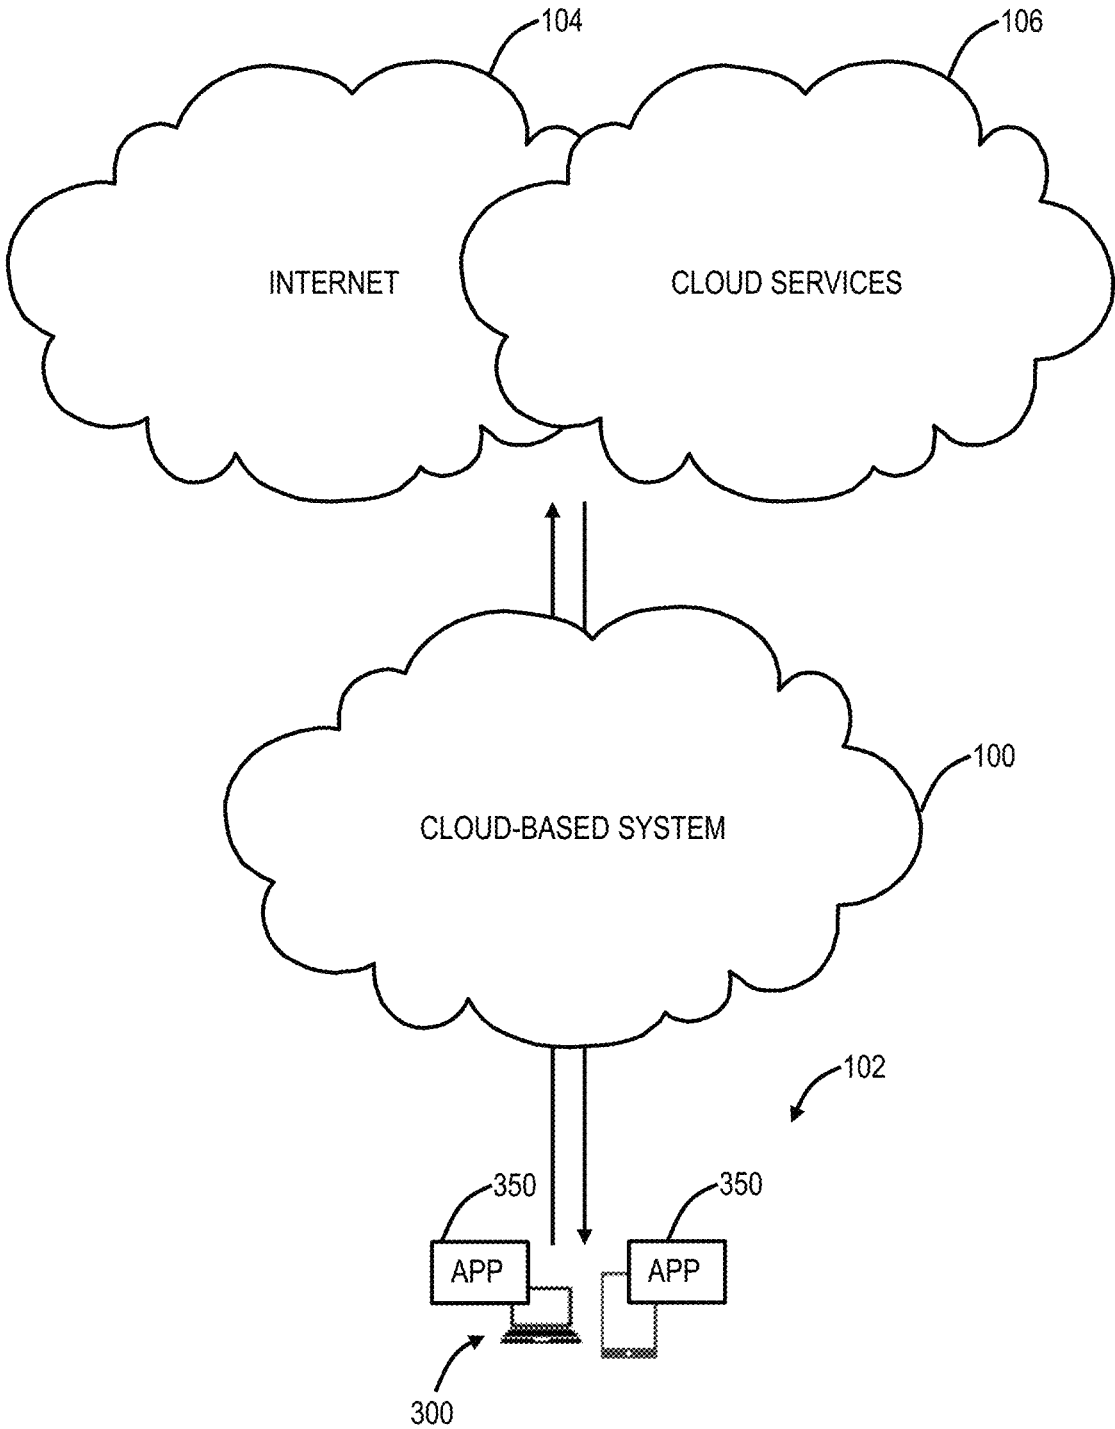 104
106
INTERNET
CLOUD SERVICES
100
CLOUD-BASED SYSTEM
102
350
350
APP
APP
300